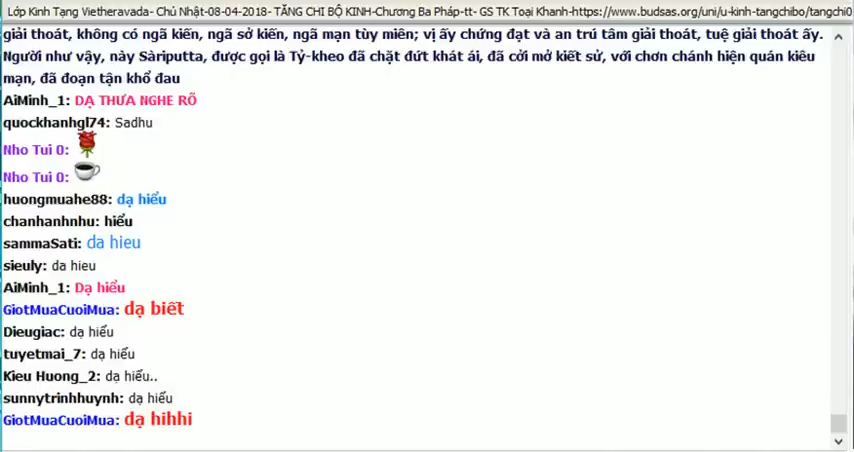 Lớp Kinh Tạng Vietheravada- Chủ Nhật-08-04-2018- TĂNG CHI BỘ KINH-Chương Ba Pháp-tt- GS TK Toại Khanh-https://www.budsas.org/uni/u-kinh-tangchibo/tangchi0
giải thoát, không có ngã kiến, ngã sở kiến, ngã mạn tùy miên; vị ấy chứng đạt và an trú tâm giải thoát, tuệ giải thoát ấy.
Người như vậy, này Sàriputta, được gọi là Tỷ-kheo đã chặt đứt khát ái, đã cởi mở kiết sử, với chơn chánh hiện quán kiêu
mạn, đã đoạn tận khổ đau
AiMinh_1: DẠ THƯA NGHE RÕ
quockhanhgl74: Sadhu
Nho Tui 0:
Nho Tui 0:
huongmuahe88: dạ hiểu
chanhanhnhu: hiểu
sammaSati: da hieu
sieuly: da hieu
AiMinh_1: Dạ hiểu
GiotMuaCuoiMua: dạ biết
Dieugiac: dạ hiểu
tuyetmai_7: dạ hiểu
Kieu Huong_2: dạ hiểu..
sunnytrinhhuynh: dạ hiểu
GiotMuaCuoiMua: dạ hihhi